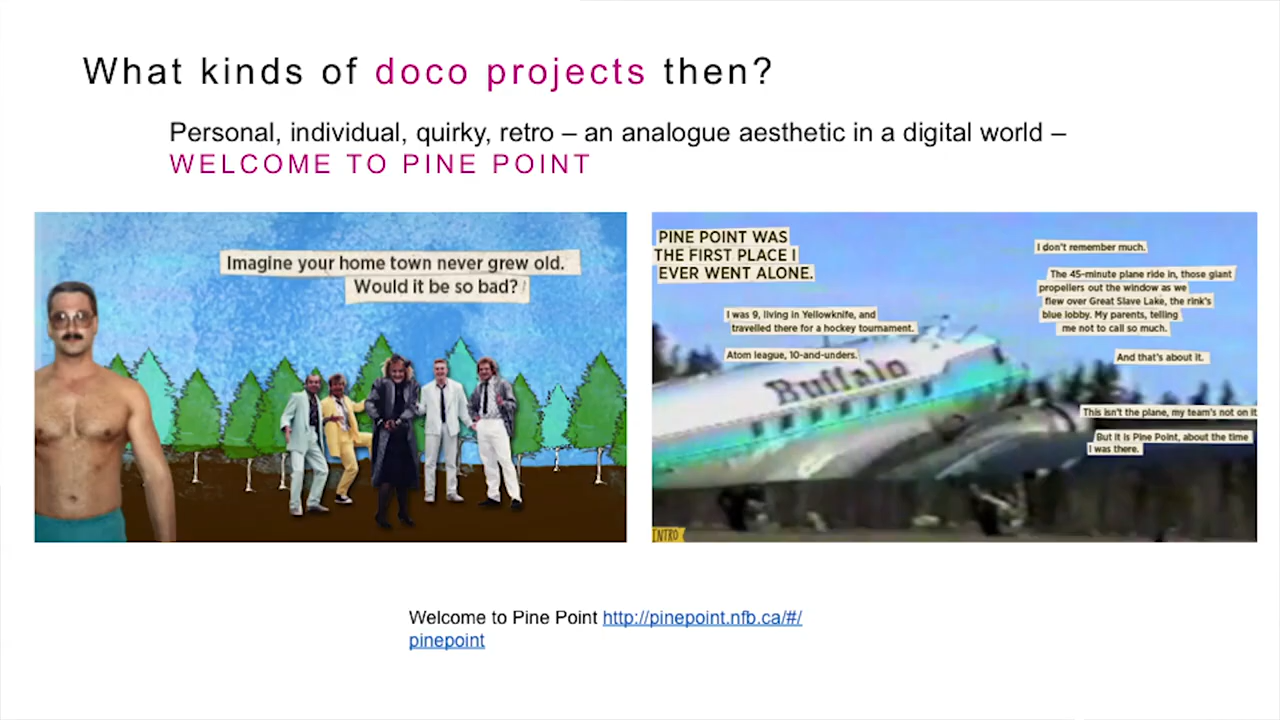 What kinds of doco projects then?
Personal, individual, quirky, retro – an analogue aesthetic in a digital world –
WELCOME TO PINE POINT
Imagine your home town never grew old.
Would it be so bad?
PINE POINT WAS
THE FIRST PLACE I
EVER WENT ALONE.
I was 9, living in Yellowknife, and
travelled there for a hockey tournament.
Atom league, 10-and-unders.
I don't remember much.
The 45-minute plane ride in, those giant
propellers out the window as we
flew over Great Slave Lake, the rink's
blue lobby. My parents, telling
me not to call so much.
And that's about it.
This isn't the plane, my team's not on it
But it is Pine Point, about the time
I was there.
Buffalo
INTRO
Welcome to Pine Point http://pinepoint.nfb.ca/#/
pinepoint